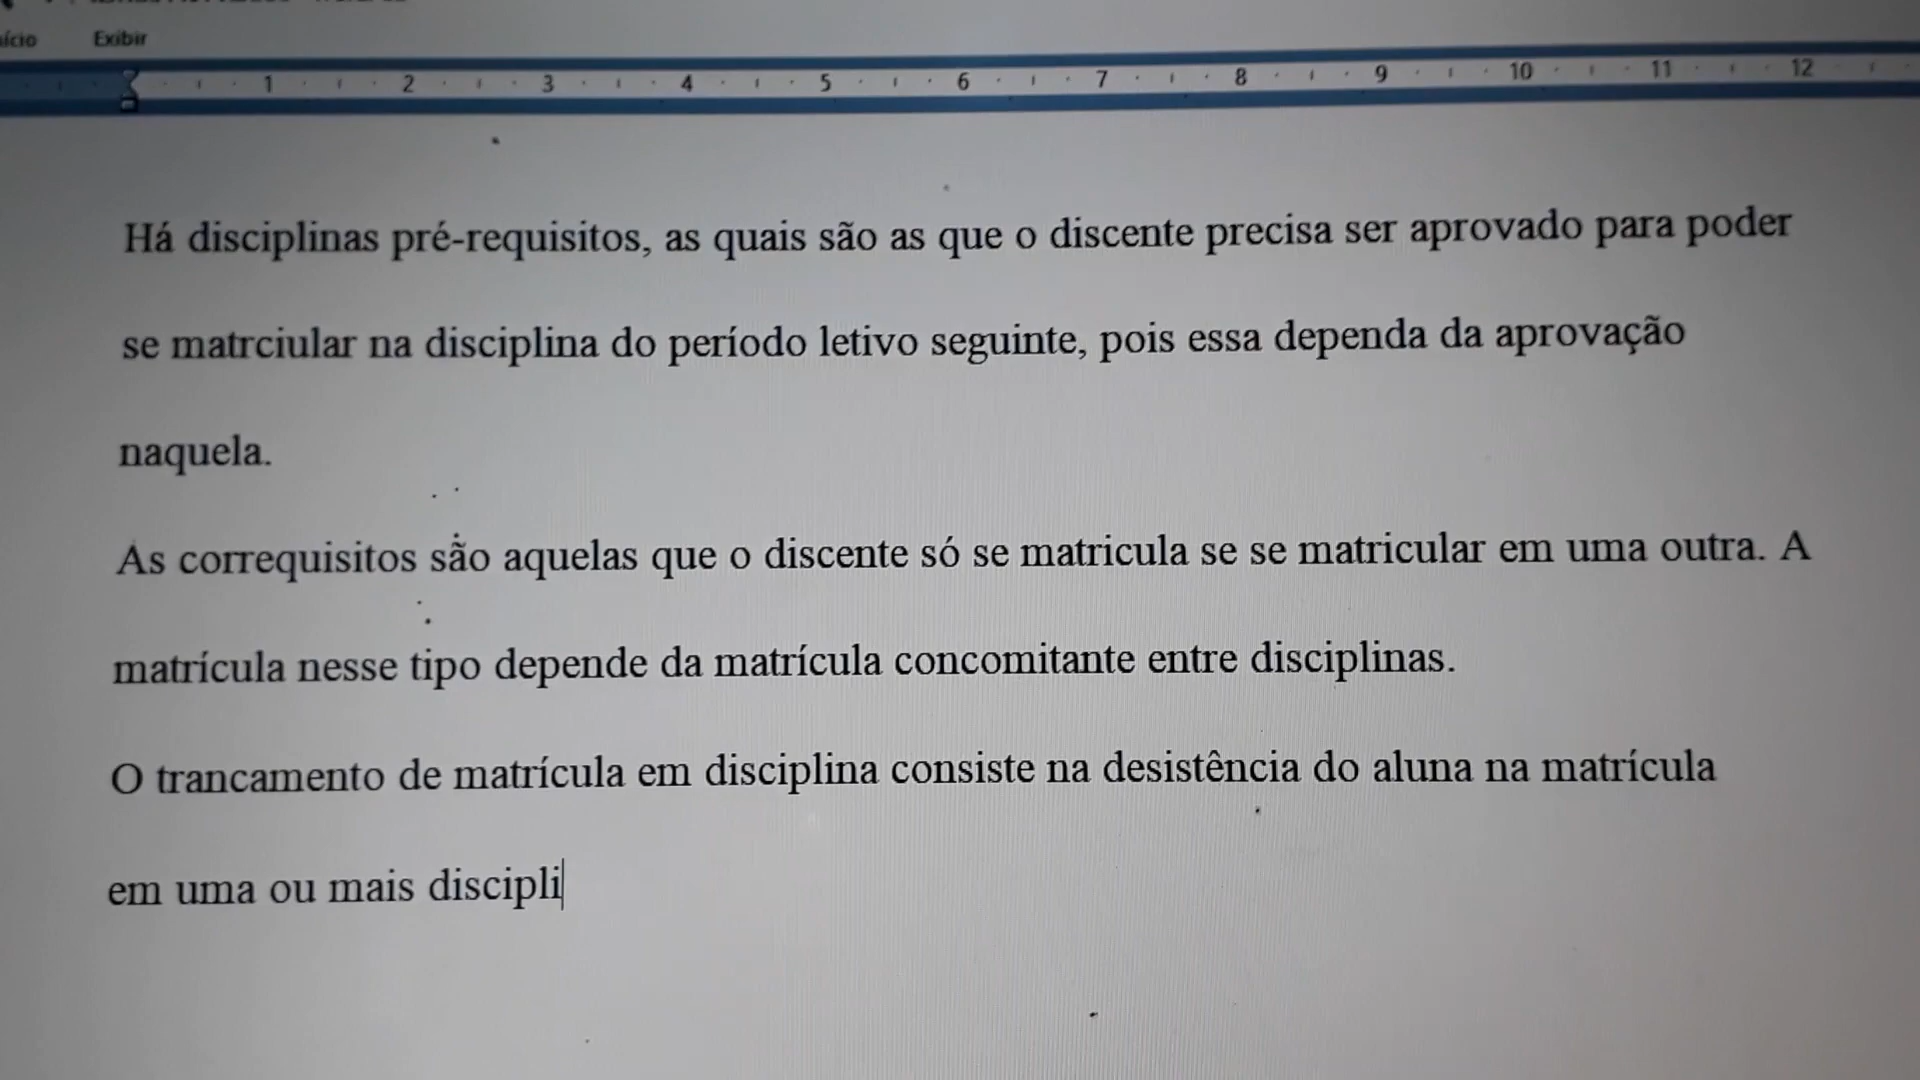 Exibir
1 2 3 4 5 6 7 8 9 10 11 12
Há disciplinas pré-requisitos, as quais são as que o discente precisa ser aprovado para poder
se matrciular na disciplina do período letivo seguinte, pois essa dependa da aprovação
naquela.
As correquisitos são aquelas que o discente só se matricula se se matricular em uma outra. A
matrícula nesse tipo depende da matrícula concomitante entre disciplinas.
O trancamento de matrícula em disciplina consiste na desistência do aluna na matrícula
em uma ou mais discipli